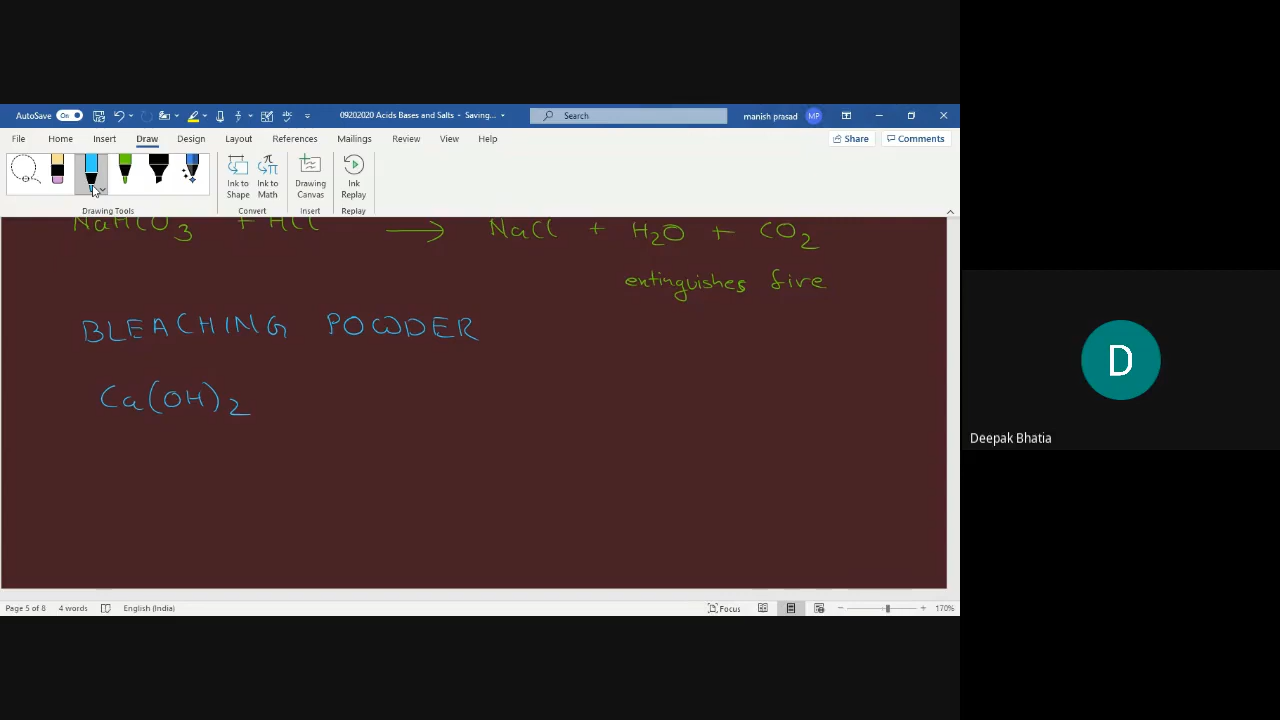 AutoSave On 09202020 Acids Bases and Salts - Saving... Search manish prasad MP
File Home Insert Draw Design Layout References Mailings Review View Help Share Comments
Ink to Shape Ink to Math Drawing Canvas Ink Replay
Drawing Tools Convert Insert Replay
NaHCO3 + HCl → NaCl + H2O + CO2
extinguishes fire
BLEACHING POWDER
Ca(OH)2
D
Deepak Bhatia
Page 5 of 8 4 words English (India) Focus 170%